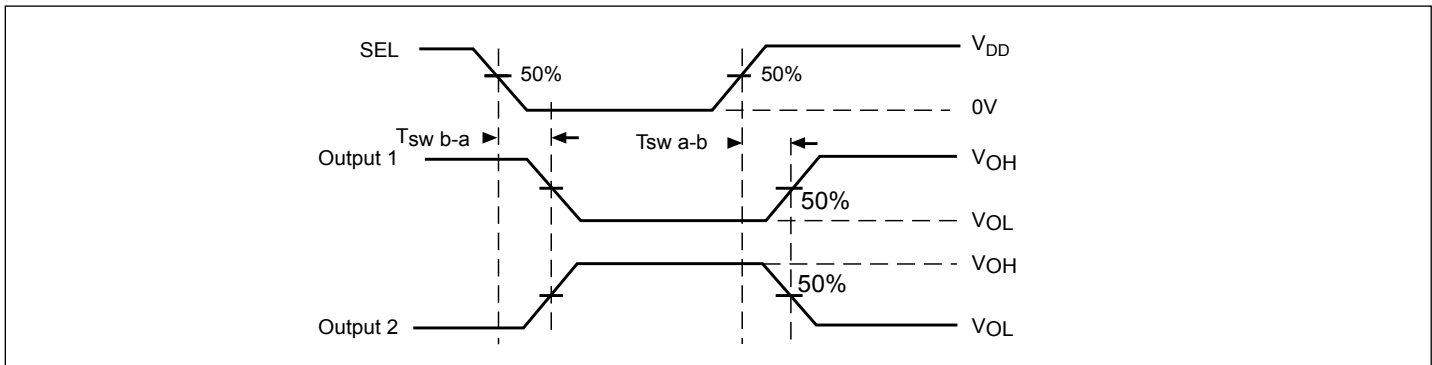 SEL
50%
50%
VDD
0V
Tsw b-a
Tsw a-b
Output 1
VOH
50%
VOL
VOH
50%
Output 2
VOL